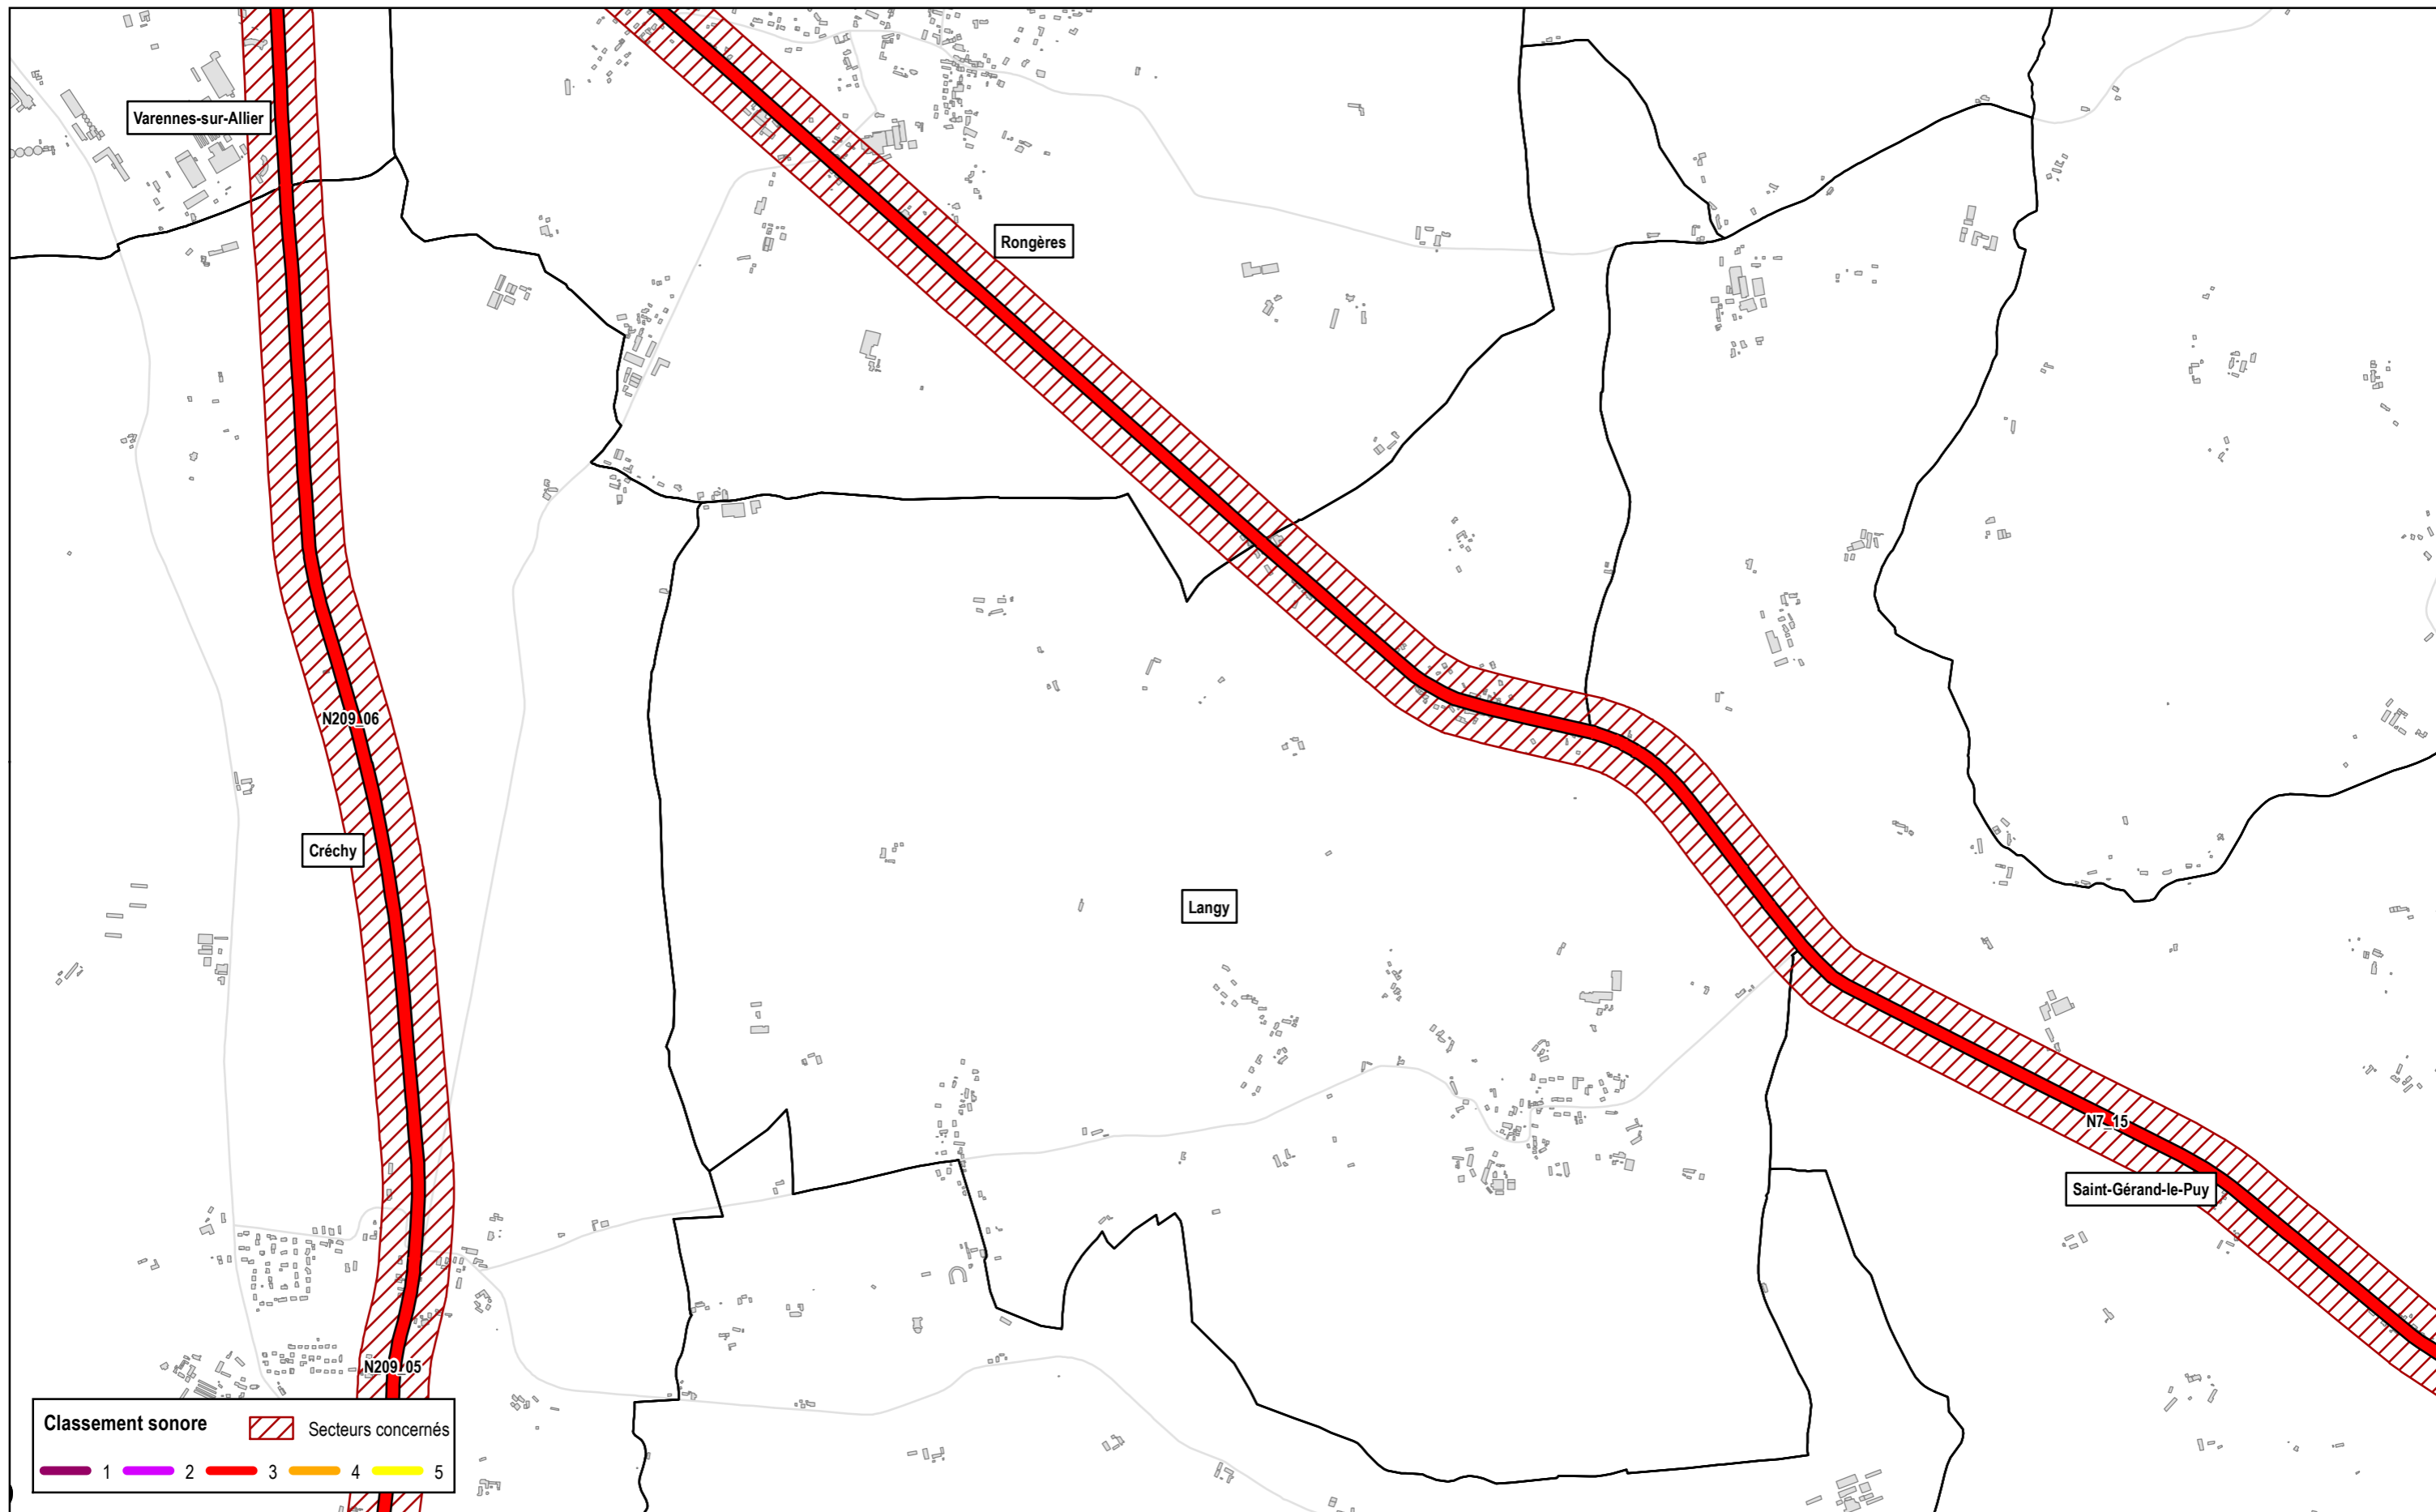 Varennes-sur-Allier
Rongères
N209_06
Créchy
Langy
N7_15
Saint-Gérand-le-Puy
N209_05
Classement sonore
Secteurs concernés
1 2 3 4 5